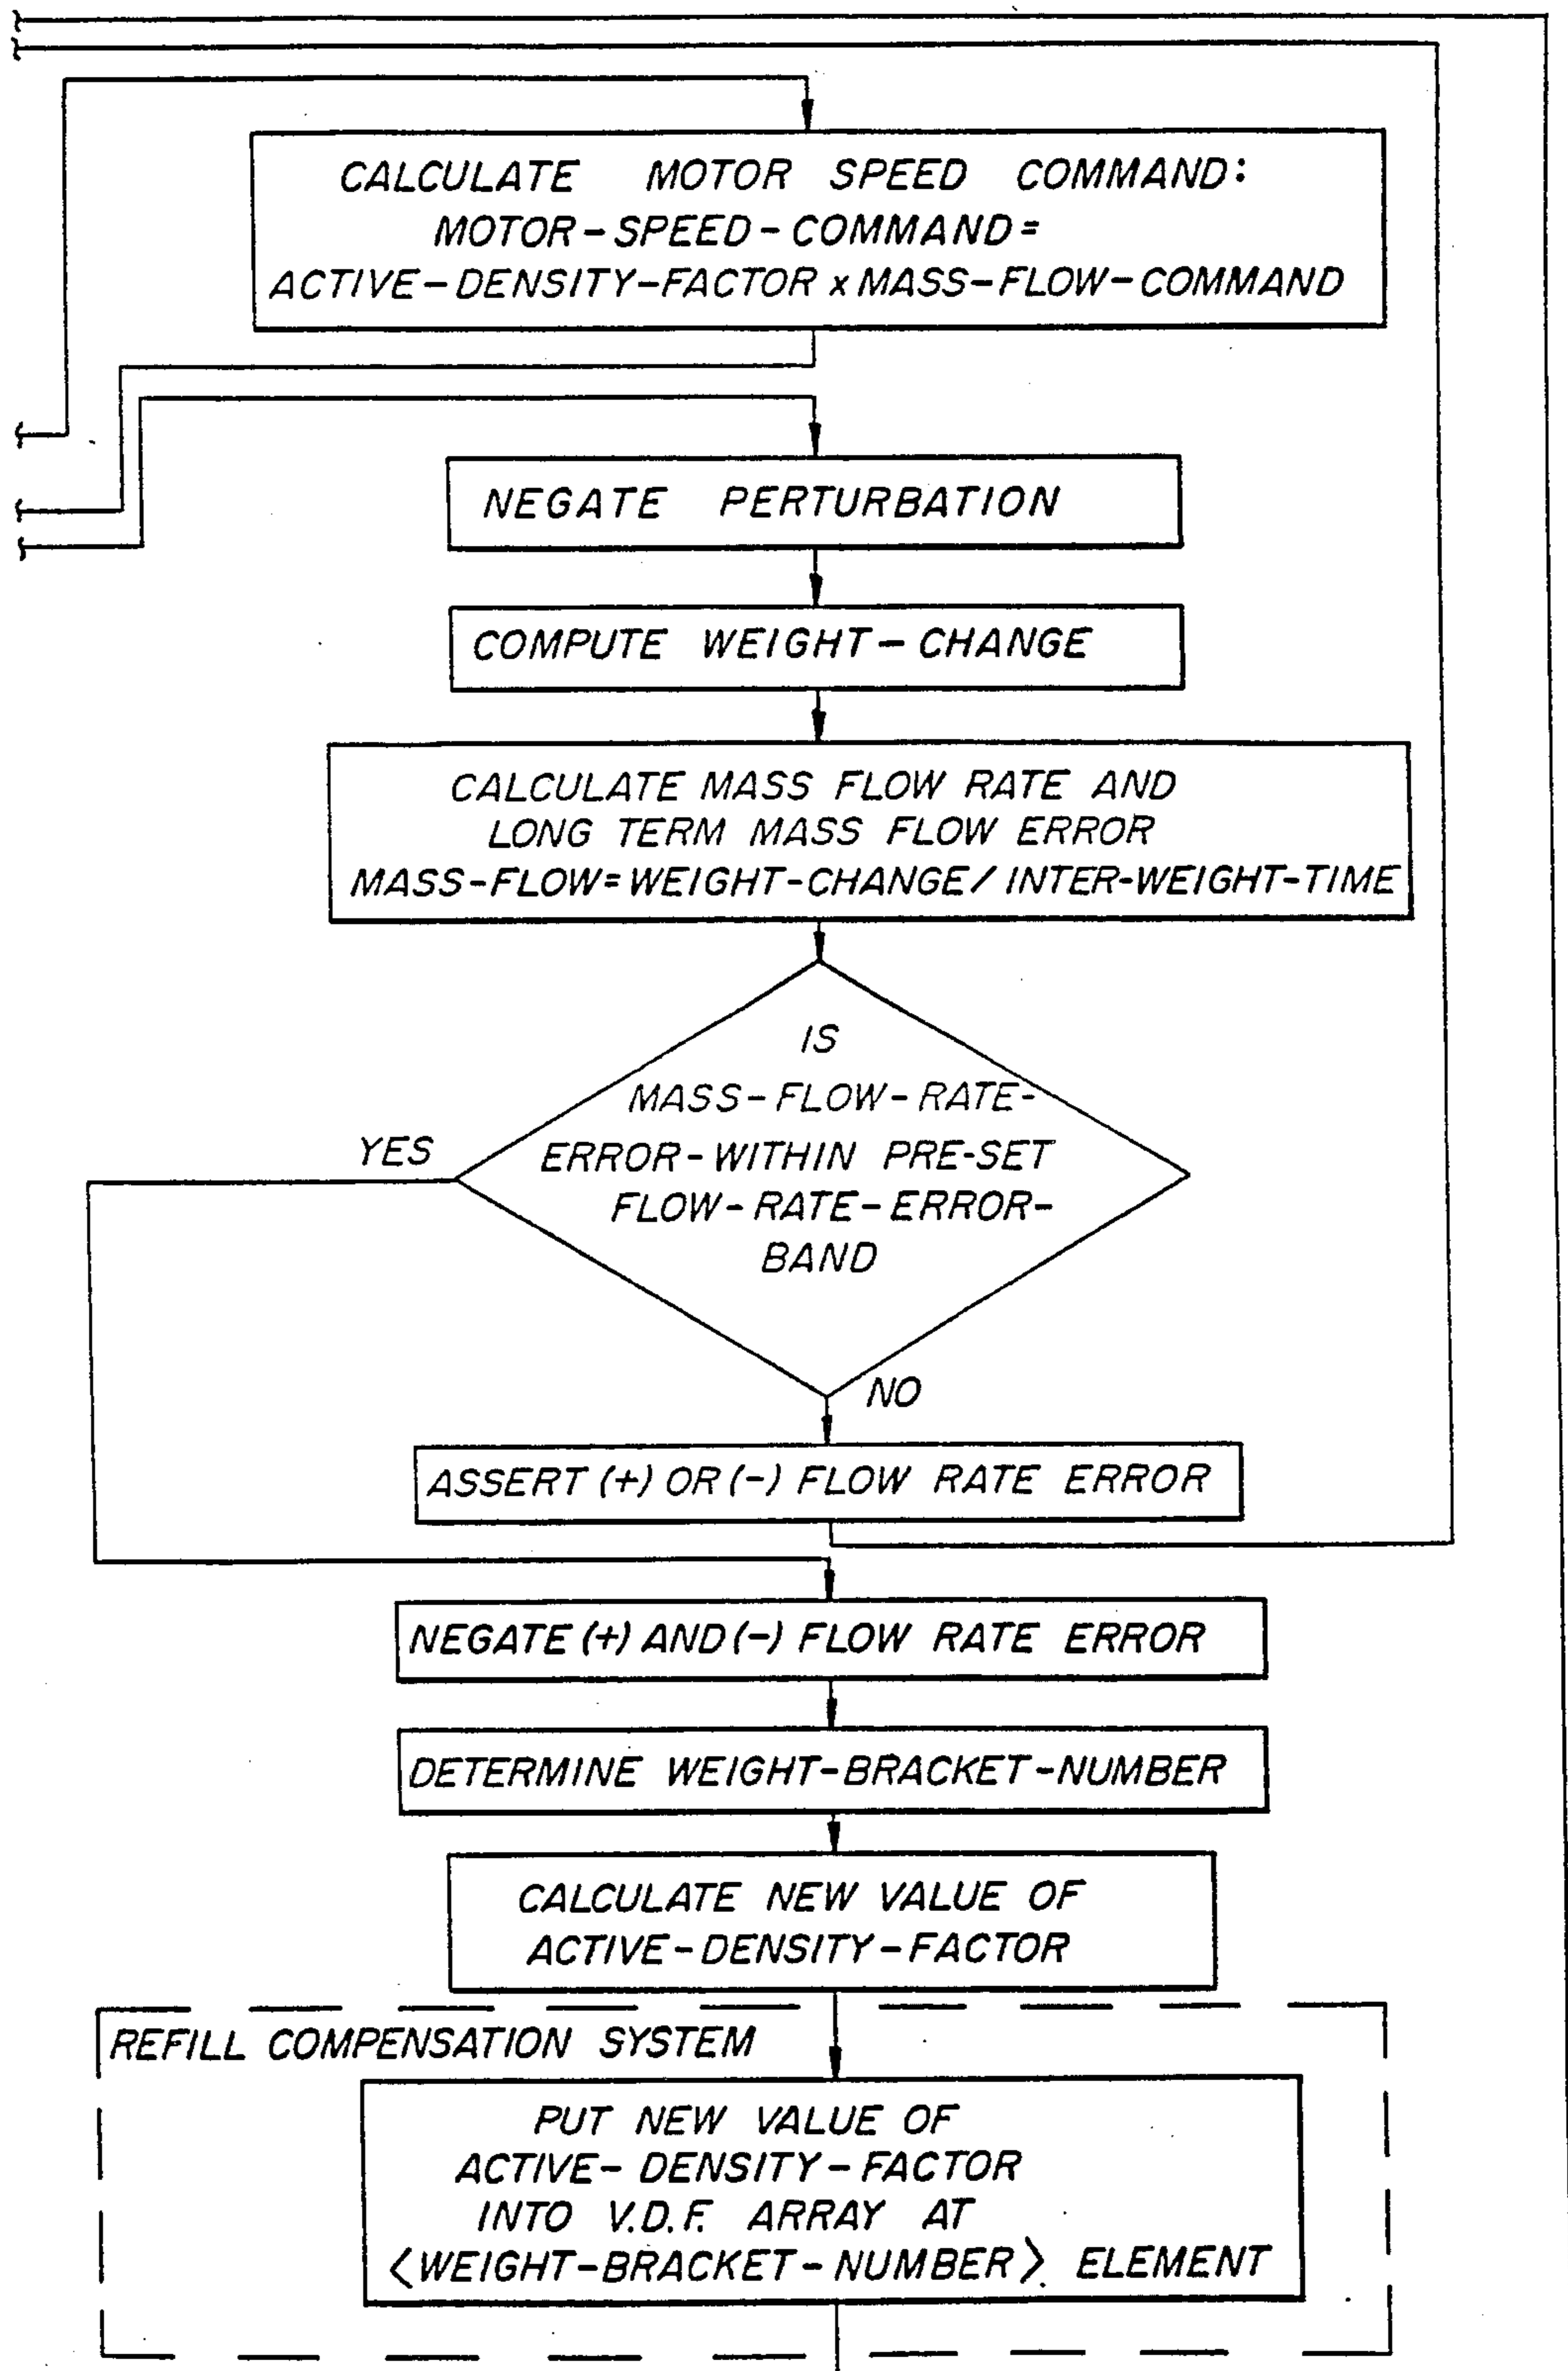 CALCULATE MOTOR SPEED COMMAND:
MOTOR-SPEED-COMMAND=
ACTIVE-DENSITY-FACTOR x MASS-FLOW-COMMAND
NEGATE PERTURBATION
COMPUTE WEIGHT-CHANGE
CALCULATE MASS FLOW RATE AND
LONG TERM MASS FLOW ERROR
MASS-FLOW=WEIGHT-CHANGE/INTER-WEIGHT-TIME
IS
MASS-FLOW-RATE-
ERROR-WITHIN PRE-SET
FLOW-RATE-ERROR-
BAND
YES
NO
ASSERT (+) OR (-) FLOW RATE ERROR
NEGATE (+) AND (-) FLOW RATE ERROR
DETERMINE WEIGHT-BRACKET-NUMBER
CALCULATE NEW VALUE OF
ACTIVE-DENSITY-FACTOR
REFILL COMPENSATION SYSTEM
PUT NEW VALUE OF
ACTIVE-DENSITY-FACTOR
INTO V.D.F. ARRAY AT
<WEIGHT-BRACKET-NUMBER> ELEMENT